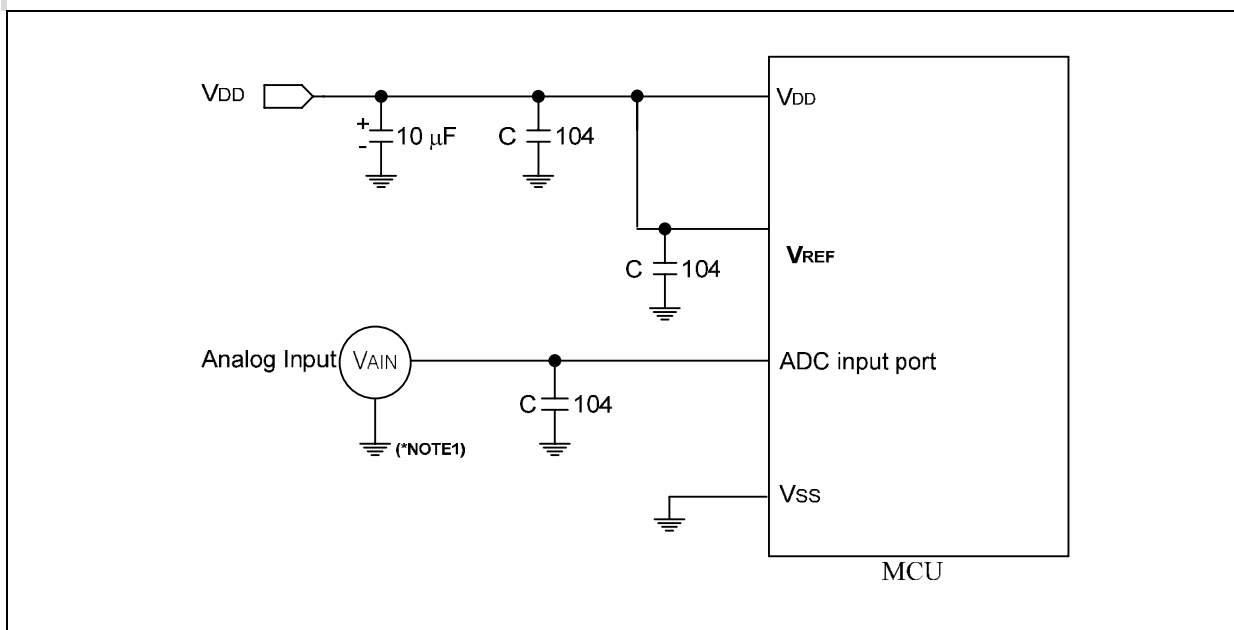 VDD
VDD
+
-
10 μF
C 104
C 104
VREF
Analog Input
VAIN
ADC input port
C 104
(*NOTE1)
VSS
MCU